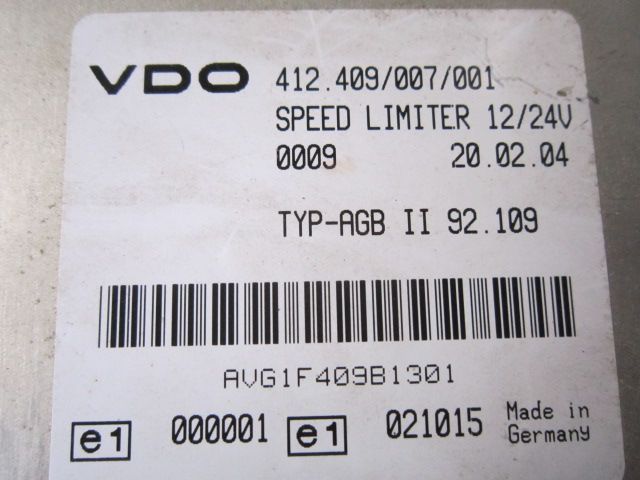 VDO 412.409/007/001
SPEED LIMITER 12/24V
0009 20.02.04
TYP-AGB II 92.109
AVG1F409B1301
e1 000001 e1 021015 Made in
Germany